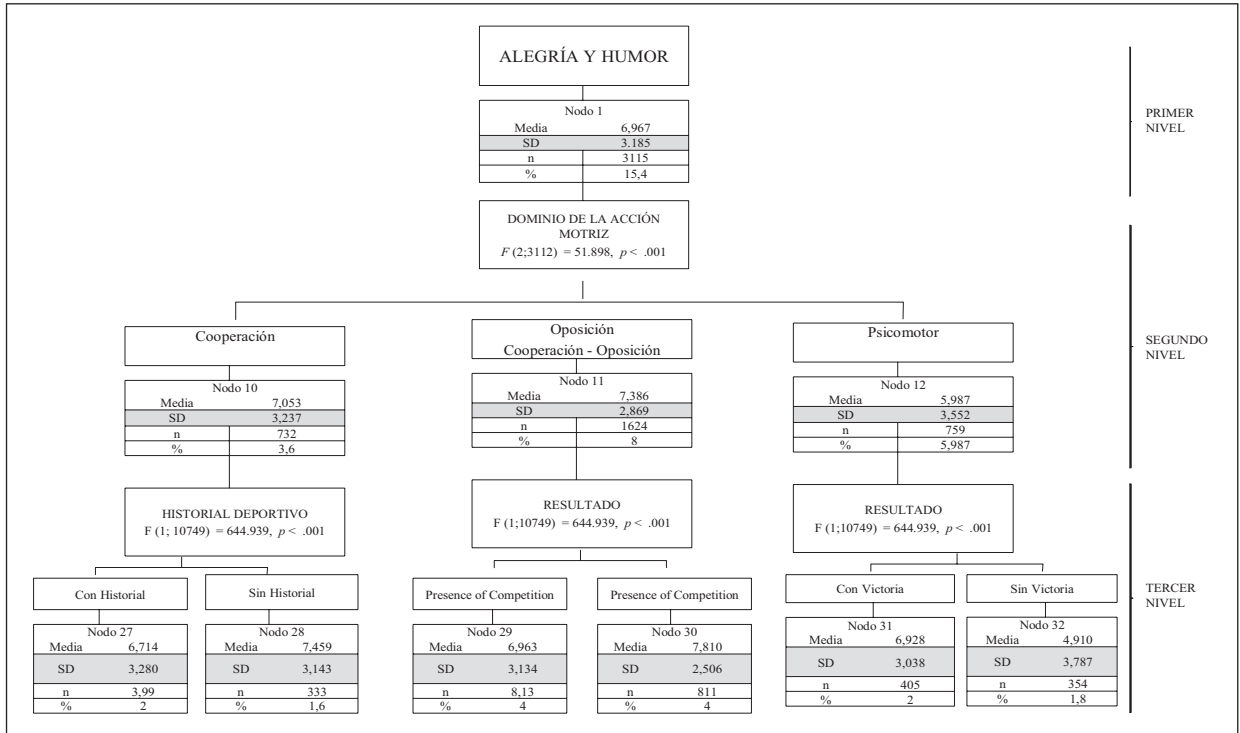 ALEGRÍA Y HUMOR
Nodo 1
Media 6,967
SD 3.185
n 3115
% 15,4
PRIMER
NIVEL
DOMINIO DE LA ACCIÓN
MOTRIZ
F (2;3112) = 51.898, p < .001
Cooperación
Nodo 10
Media 7,053
SD 3,237
n 732
% 3,6
Oposición
Cooperación - Oposición
Nodo 11
Media 7,386
SD 2,869
n 1624
% 8
Psicomotor
Nodo 12
Media 5,987
SD 3,552
n 759
% 5,987
SEGUNDO
NIVEL
HISTORIAL DEPORTIVO
F (1; 10749) = 644.939, p < .001
RESULTADO
F (1;10749) = 644.939, p < .001
RESULTADO
F (1;10749) = 644.939, p < .001
Con Historial
Nodo 27
Media 6,714
SD 3,280
n 3,99
% 2
Sin Historial
Nodo 28
Media 7,459
SD 3,143
n 333
% 1,6
Presence of Competition
Nodo 29
Media 6,963
SD 3,134
n 8,13
% 4
Presence of Competition
Nodo 30
Media 7,810
SD 2,506
n 811
% 4
Con Victoria
Nodo 31
Media 6,928
SD 3,038
n 405
% 2
Sin Victoria
Nodo 32
Media 4,910
SD 3,787
n 354
% 1,8
TERCER
NIVEL